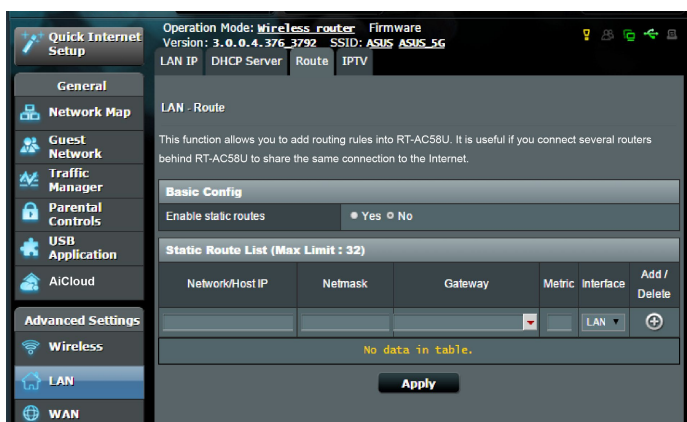 Quick Internet
Setup
General
Network Map
Guest
Network
Traffic
Manager
Parental
Controls
USB
Application
AiCloud
Advanced Settings
Wireless
LAN
WAN
Operation Mode: Wireless router Firmware
Version: 3.0.0.4.376_3792 SSID: ASUS ASUS_5G
LAN IP DHCP Server Route IPTV
LAN - Route
This function allows you to add routing rules into RT-AC58U. It is useful if you connect several routers
behind RT-AC58U to share the same connection to the Internet.
Basic Config
Enable static routes Yes No
Static Route List (Max Limit : 32)
Network/Host IP Netmask Gateway Metric Interface Add / Delete
LAN
No data in table.
Apply